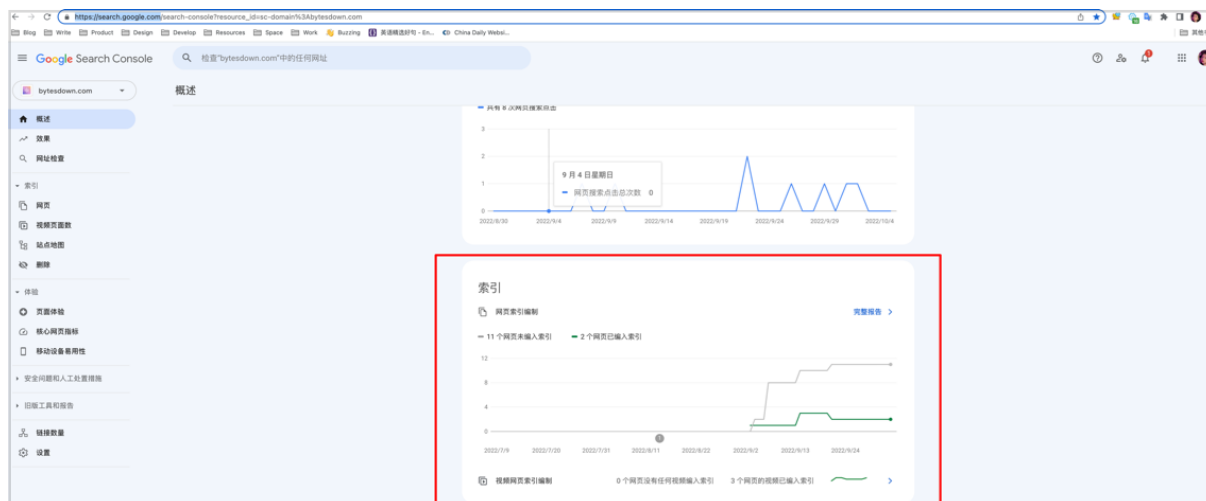 https://search.google.com/search-console?resource_id=sc-domain%3Abytesdown.com
Blog Write Product Design Develop Resources Space Work Buzzing 英语精选好句 - En... China Daily Websi...
Google Search Console
检查"bytesdown.com"中的任何网址
bytesdown.com
概述
概述
效果
网址检查
索引
网页
视频页面数
站点地图
删除
体验
页面体验
核心网页指标
移动设备易用性
安全问题和人工处置措施
旧版工具和报告
链接数量
设置
共有 8 次网页搜索点击
3
2
1
0
9 月 4 日星期日
网页搜索点击总次数 0
2022/8/30 2022/9/4 2022/9/9 2022/9/14 2022/9/19 2022/9/24 2022/9/29 2022/10/4
索引
网页索引编制
完整报告
11 个网页未编入索引 2 个网页已编入索引
12
8
4
0
2022/7/9 2022/7/20 2022/7/31 2022/8/11 2022/8/22 2022/9/2 2022/9/13 2022/9/24
视频网页索引编制 0 个网页没有任何视频编入索引 3 个网页的视频已编入索引